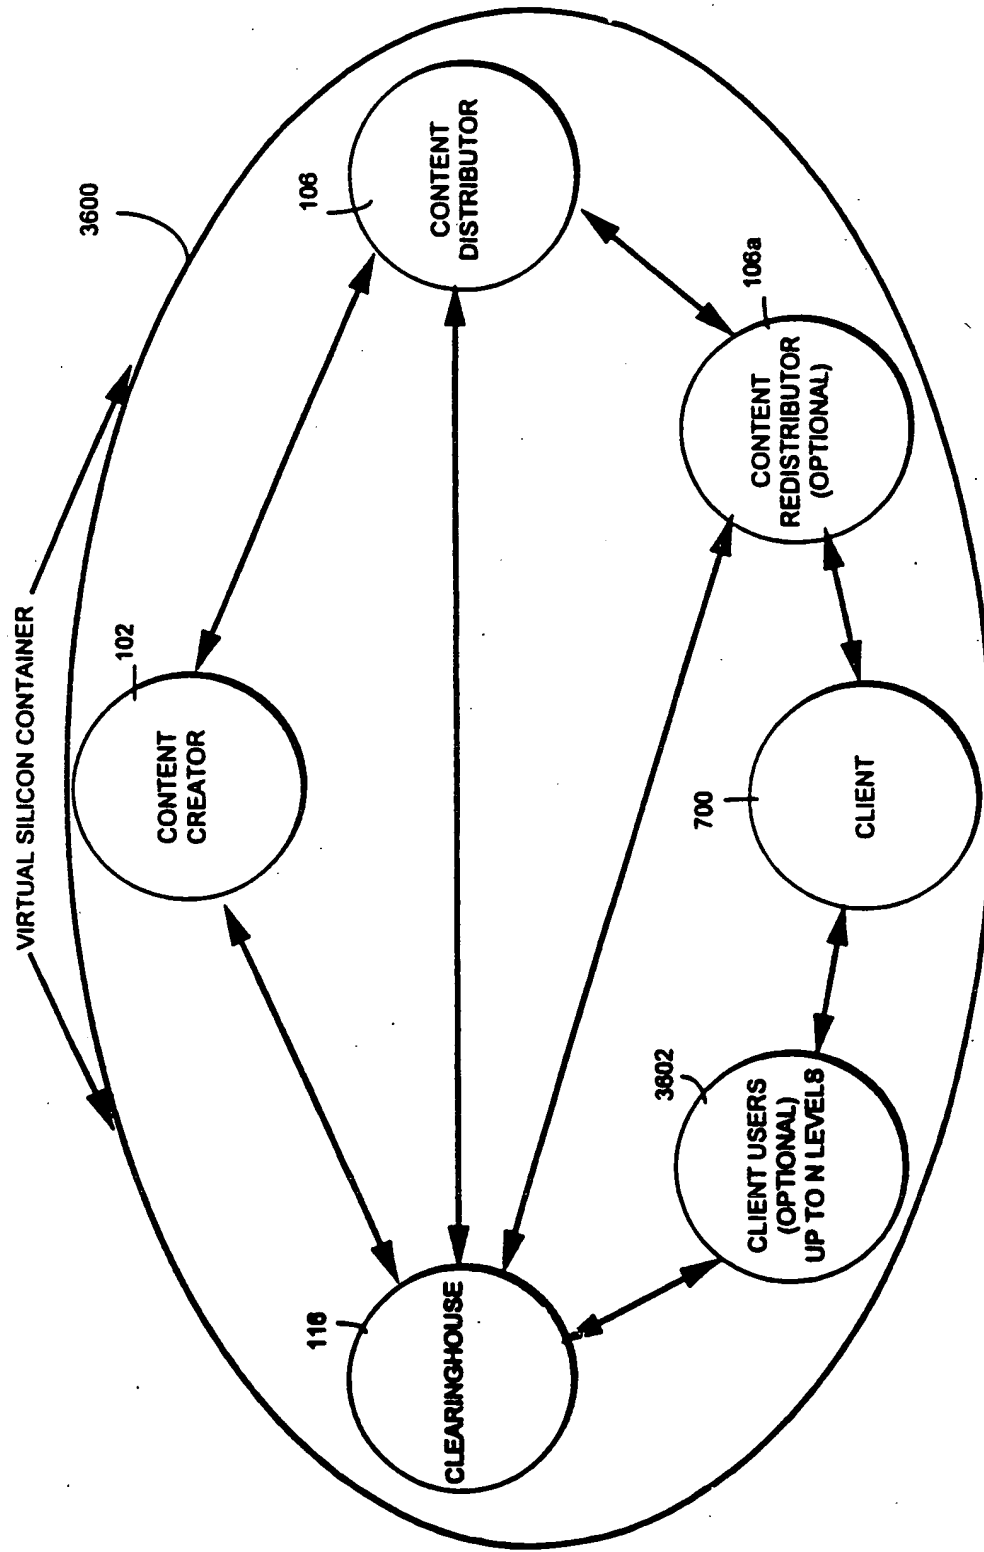 VIRTUAL SILICON CONTAINER
3600
102
CONTENT
CREATOR
116
CLEARINGHOUSE
106
CONTENT
DISTRIBUTOR
3602
CLIENT USERS
(OPTIONAL)
UP TO N LEVELS
700
CLIENT
106a
CONTENT
REDISTRIBUTOR
(OPTIONAL)